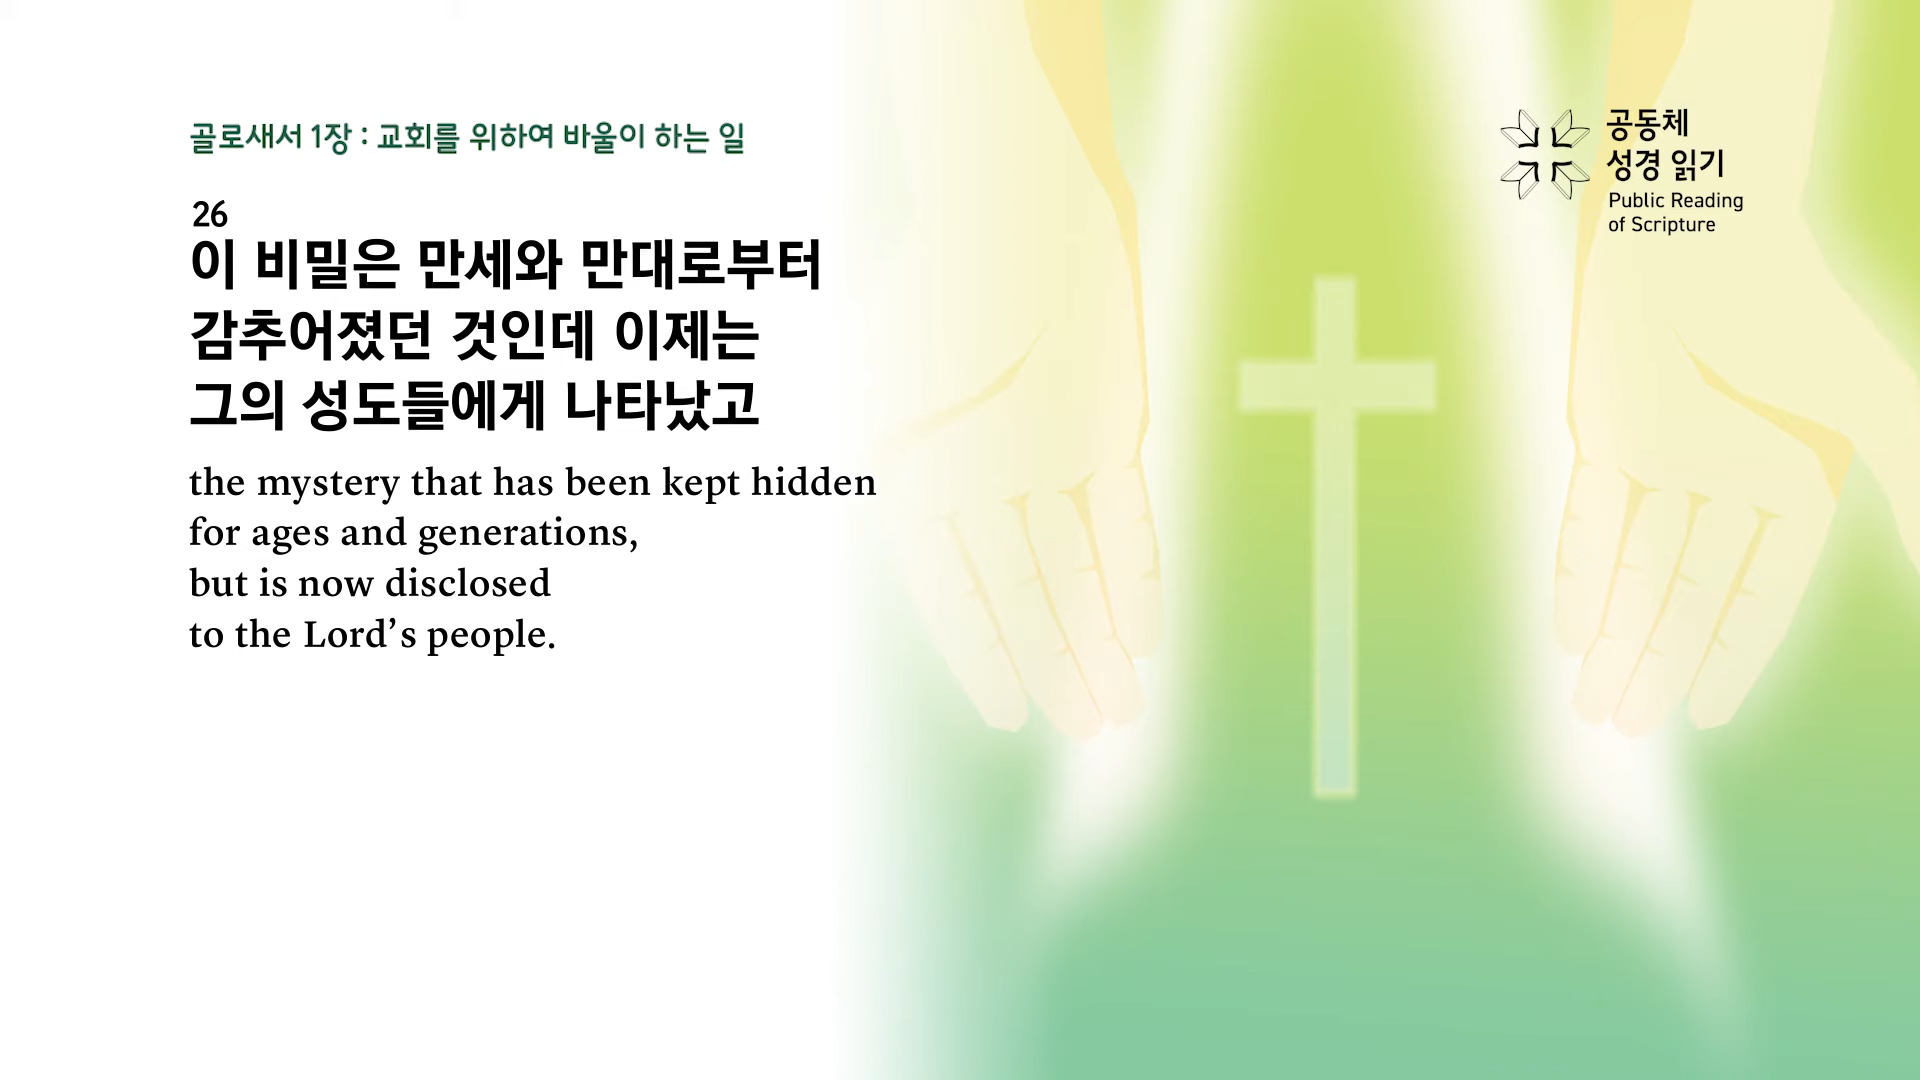 골로새서 1장 : 교회를 위하여 바울이 하는 일
26
이 비밀은 만세와 만대로부터
감추어졌던 것인데 이제는
그의 성도들에게 나타났고
the mystery that has been kept hidden
for ages and generations,
but is now disclosed
to the Lord’s people.
공동체
성경 읽기
Public Reading
of Scripture